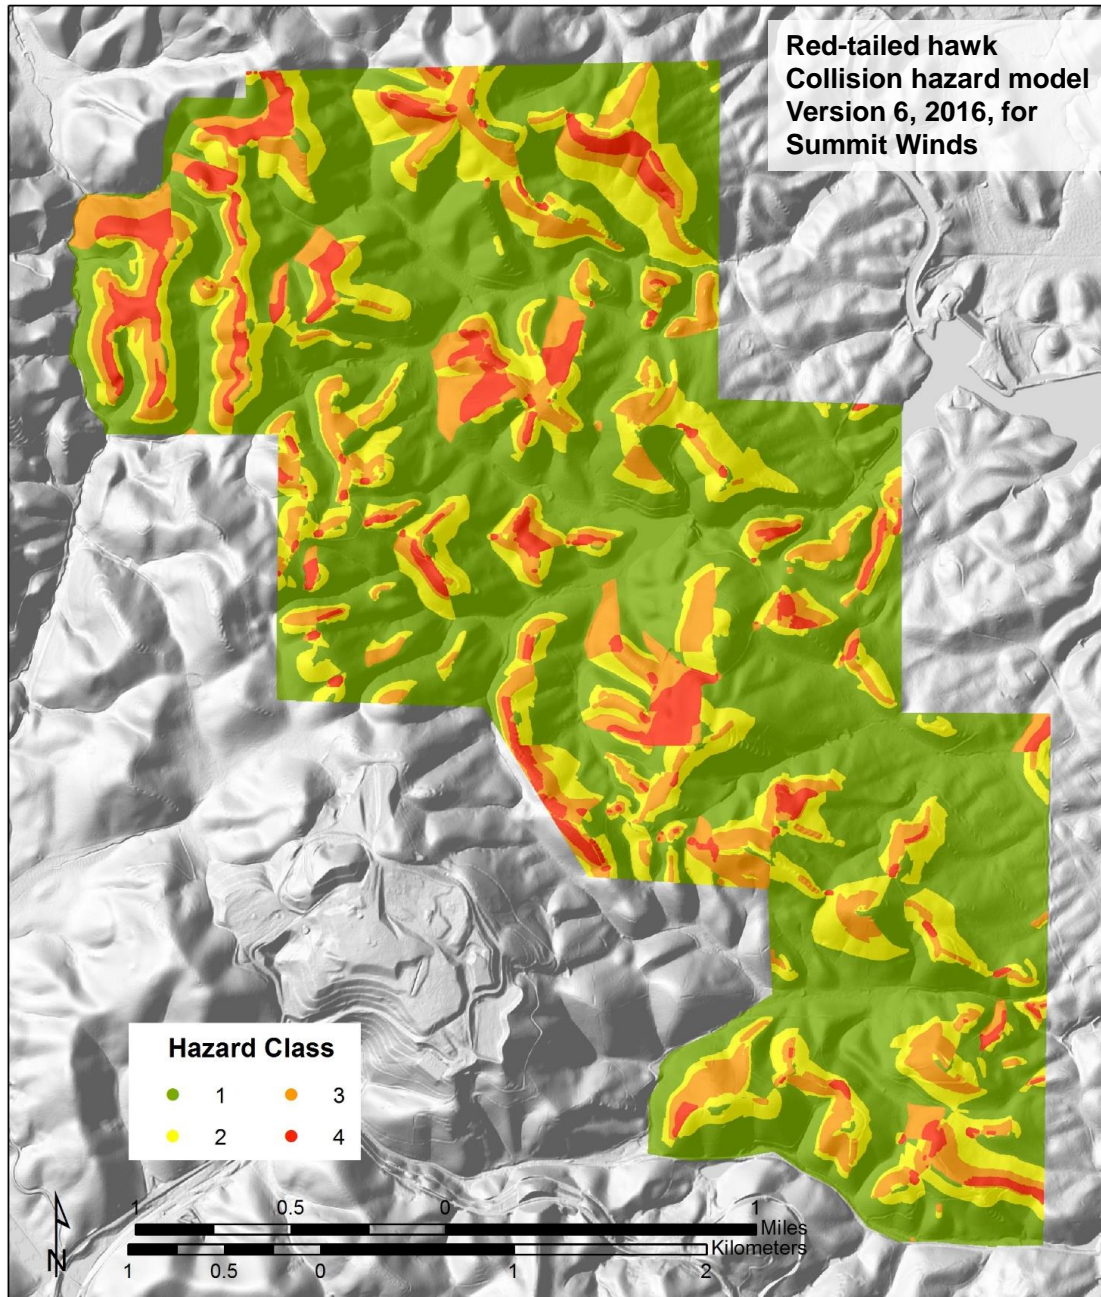 Red-tailed hawk
Collision hazard model
Version 6, 2016, for
Summit Winds
Hazard Class
1 3
2 4
1 0.5 0 1
Miles
Kilometers
1 0.5 0 1 2
N